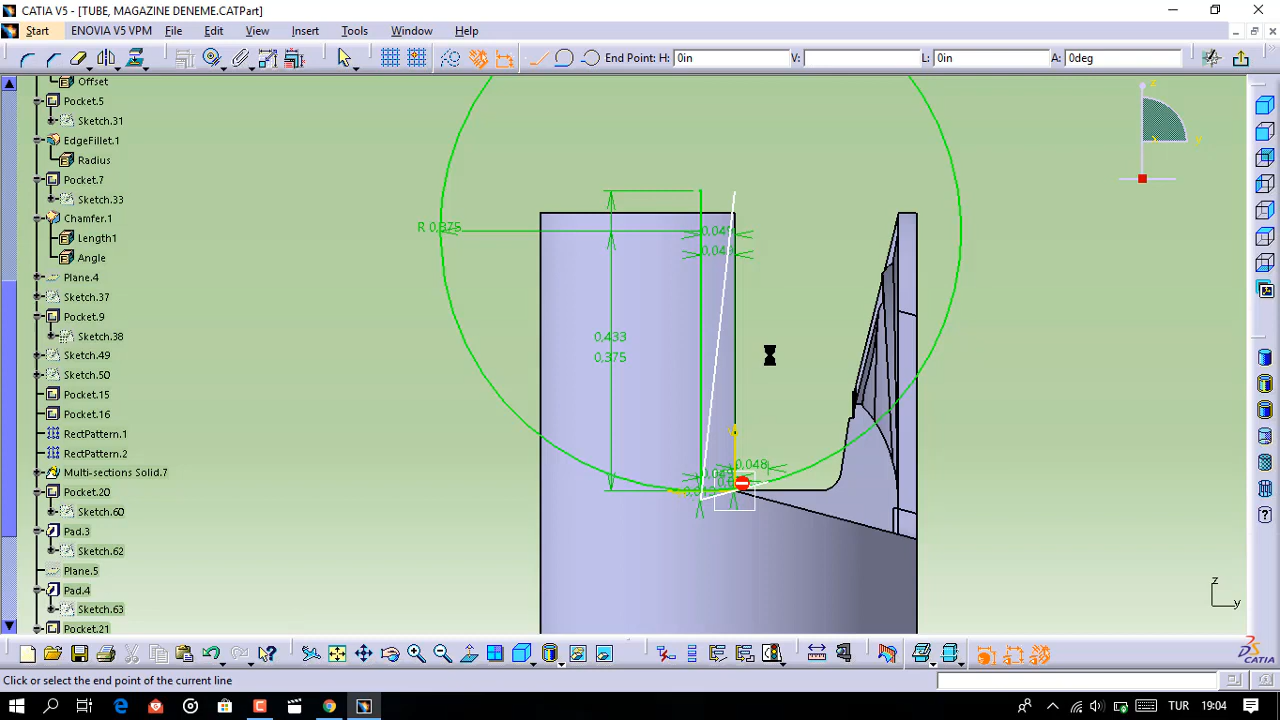 CATIA V5 - [TUBE, MAGAZINE DENEME.CATPart]
Start ENOVIA V5 VPM File Edit View Insert Tools Window Help
End Point: H: 0in V: L: 0in A: 0deg
Offset
Pocket.5
Sketch.31
EdgeFillet.1
Radius
Pocket.7
Sketch.33
Chamfer.1
Length1
Angle
Plane.4
Sketch.37
Pocket.9
Sketch.38
Sketch.49
Sketch.50
Pocket.15
Pocket.16
RectPattern.1
RectPattern.2
Multi-sections Solid.7
Pocket.20
Sketch.60
Pad.3
Sketch.62
Plane.5
Pad.4
Sketch.63
Pocket.21
z
y
R 0,375
0,433
0,375
0,048
z
y
CATIA
Click or select the end point of the current line
TUR 19:04